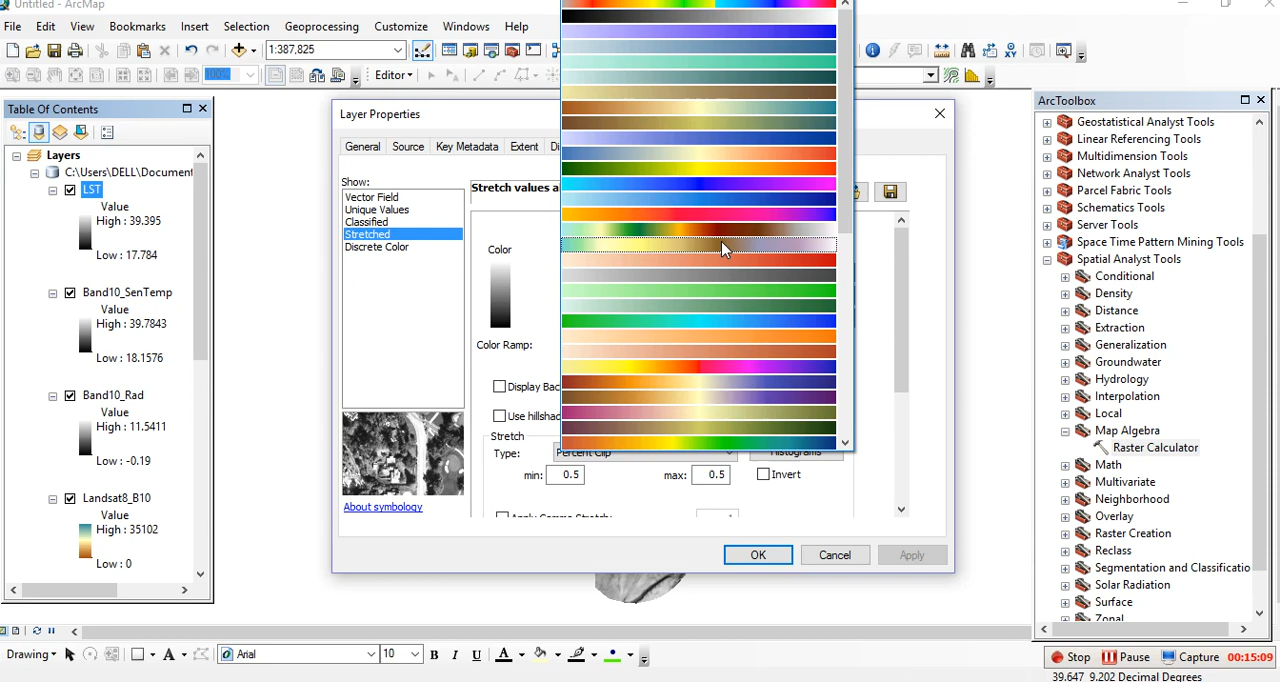 Untitled - ArcMap
File Edit View Bookmarks Insert Selection Geoprocessing Customize Windows Help
1:387,825
100%
Editor
Table Of Contents
Layers
C:\Users\DELL\Document
LST
Value
High : 39.395
Low : 17.784
Band10_SenTemp
Value
High : 39.7843
Low : 18.1576
Band10_Rad
Value
High : 11.5411
Low : -0.19
Landsat8_B10
Value
High : 35102
Low : 0
Layer Properties
General Source Key Metadata Extent
Show:
Vector Field
Unique Values
Classified
Stretched
Discrete Color
About symbology
Stretch values a
Color
Color Ramp:
Display Bac
Use hillshad
Stretch
Type: Percent Clip
Histograms
min: 0.5 max: 0.5 Invert
OK Cancel Apply
ArcToolbox
Geostatistical Analyst Tools
Linear Referencing Tools
Multidimension Tools
Network Analyst Tools
Parcel Fabric Tools
Schematics Tools
Server Tools
Space Time Pattern Mining Tools
Spatial Analyst Tools
Conditional
Density
Distance
Extraction
Generalization
Groundwater
Hydrology
Interpolation
Local
Map Algebra
Raster Calculator
Math
Multivariate
Neighborhood
Overlay
Raster Creation
Reclass
Segmentation and Classificatio
Solar Radiation
Surface
Zonal
Drawing A Arial 10 B I U A
Stop Pause Capture 00:15:09
39.647 9.202 Decimal Degrees